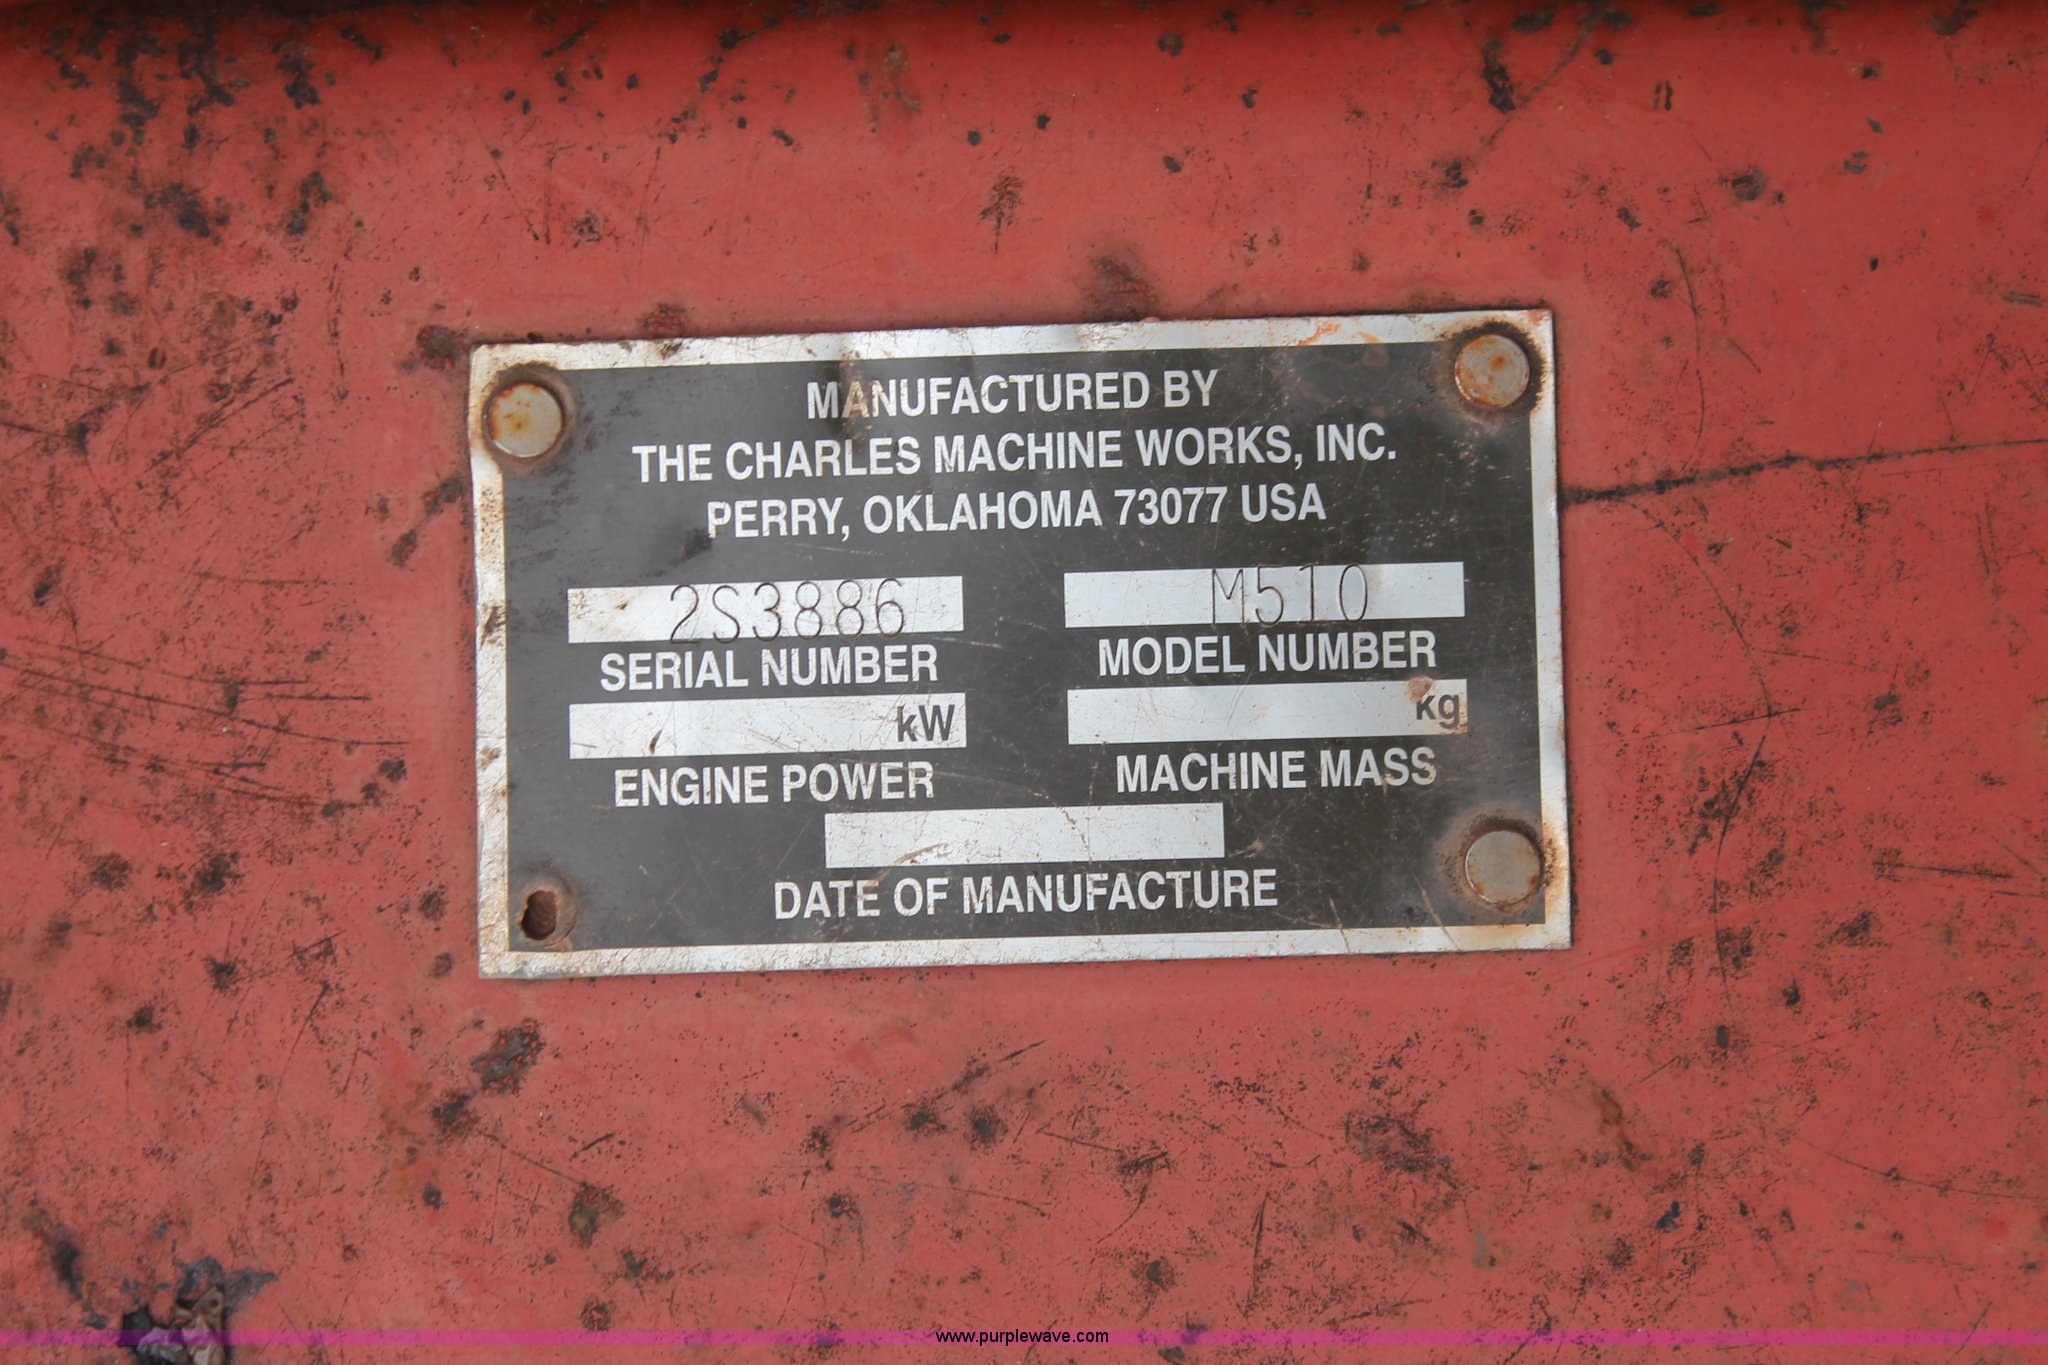 MANUFACTURED BY
THE CHARLES MACHINE WORKS, INC.
PERRY, OKLAHOMA 73077 USA
2S3886 M510
SERIAL NUMBER MODEL NUMBER
kW kg
ENGINE POWER MACHINE MASS
DATE OF MANUFACTURE
www.purplewave.com